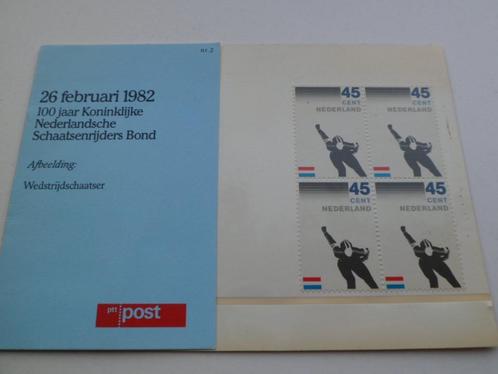 nr. 2
26 februari 1982
100 jaar Koninklijke
Nederlandsche
Schaatsenrijders Bond
Afbeelding:
Wedstrijdschaatser
ptt post
45
CENT
NEDERLAND
45
CENT
NEDERLAND
45
CENT
NEDERLAND
45
CENT
NEDERLAND